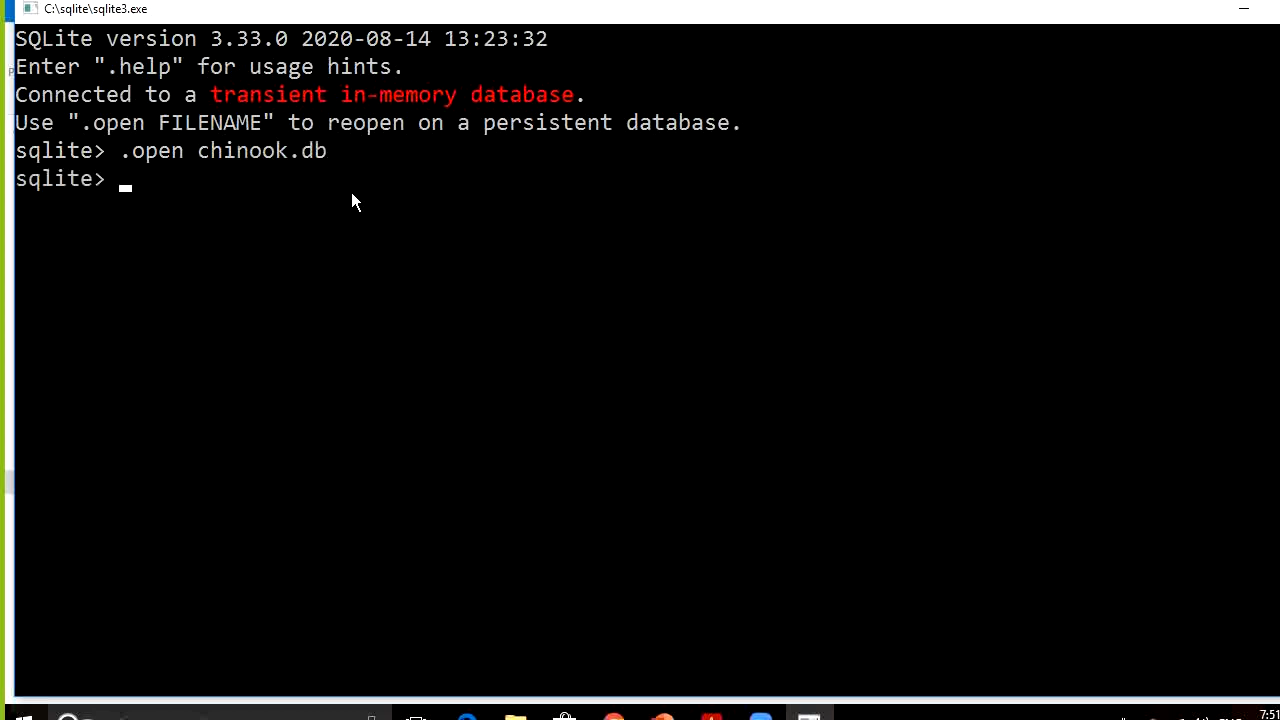 C:\sqlite\sqlite3.exe
SQLite version 3.33.0 2020-08-14 13:23:32
Enter ".help" for usage hints.
Connected to a transient in-memory database.
Use ".open FILENAME" to reopen on a persistent database.
sqlite> .open chinook.db
sqlite>
7:51